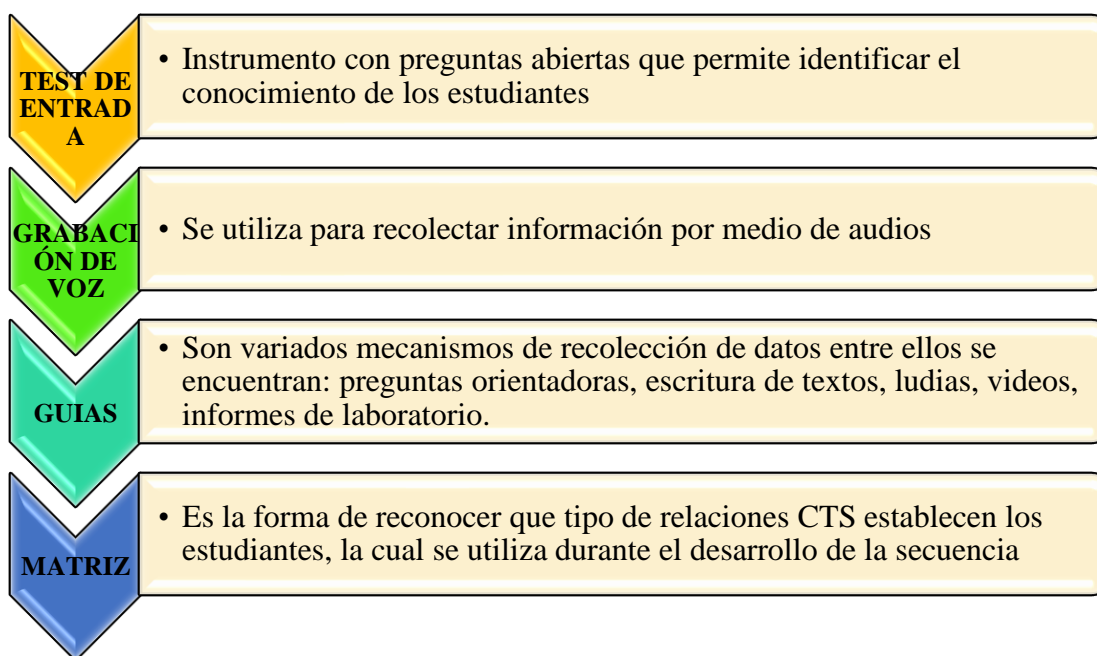 TEST DE
ENTRAD
A
• Instrumento con preguntas abiertas que permite identificar el
conocimiento de los estudiantes
GRABACI
ÓN DE
VOZ
• Se utiliza para recolectar información por medio de audios
GUIAS
• Son variados mecanismos de recolección de datos entre ellos se
encuentran: preguntas orientadoras, escritura de textos, ludias, videos,
informes de laboratorio.
MATRIZ
• Es la forma de reconocer que tipo de relaciones CTS establecen los
estudiantes, la cual se utiliza durante el desarrollo de la secuencia